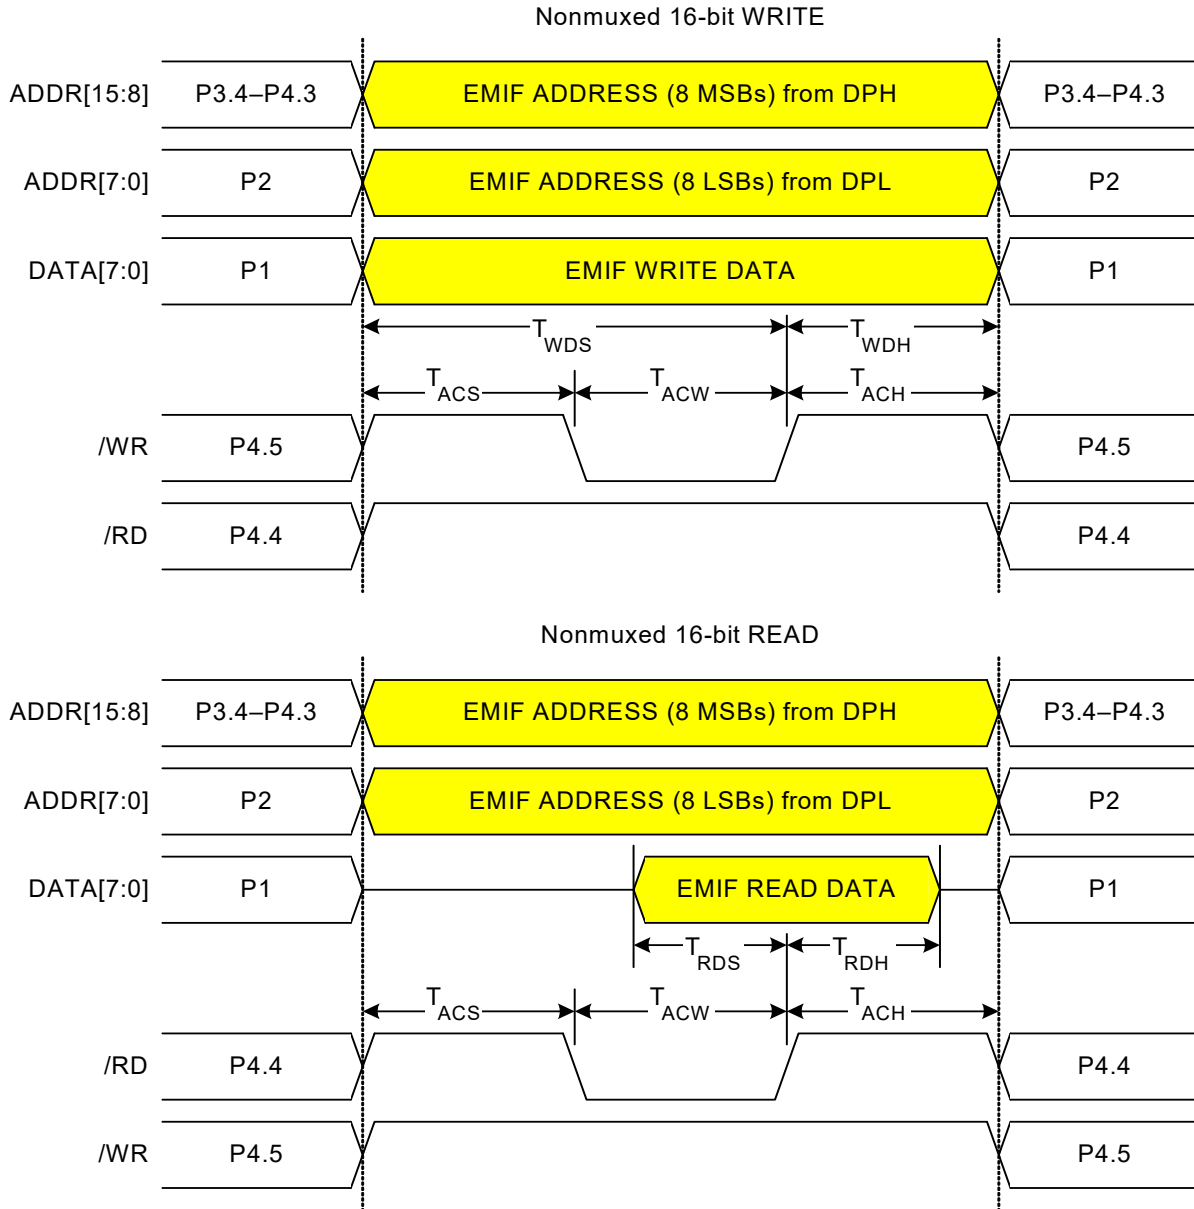 Nonmuxed 16-bit WRITE
ADDR[15:8] P3.4–P4.3 EMIF ADDRESS (8 MSBs) from DPH P3.4–P4.3
ADDR[7:0] P2 EMIF ADDRESS (8 LSBs) from DPL P2
DATA[7:0] P1 EMIF WRITE DATA P1
TWDS TWDH
TACS TACW TACH
/WR P4.5 P4.5
/RD P4.4 P4.4
Nonmuxed 16-bit READ
ADDR[15:8] P3.4–P4.3 EMIF ADDRESS (8 MSBs) from DPH P3.4–P4.3
ADDR[7:0] P2 EMIF ADDRESS (8 LSBs) from DPL P2
DATA[7:0] P1 EMIF READ DATA P1
TRDS TRDH
TACS TACW TACH
/RD P4.4 P4.4
/WR P4.5 P4.5